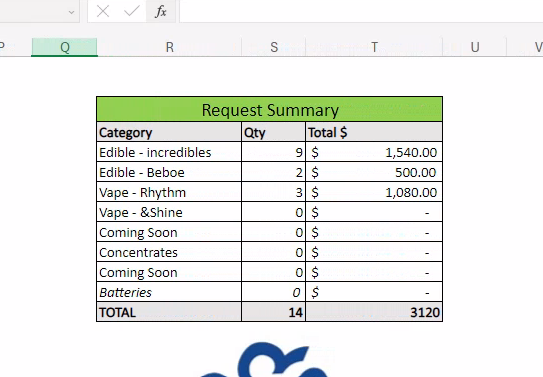 fx
P Q R S T U V
Request Summary
Category Qty Total $
Edible - incredibles 9 $ 1,540.00
Edible - Beboe 2 $ 500.00
Vape - Rhythm 3 $ 1,080.00
Vape - &Shine 0 $ -
Coming Soon 0 $ -
Concentrates 0 $ -
Coming Soon 0 $ -
Batteries 0 $ -
TOTAL 14 3120